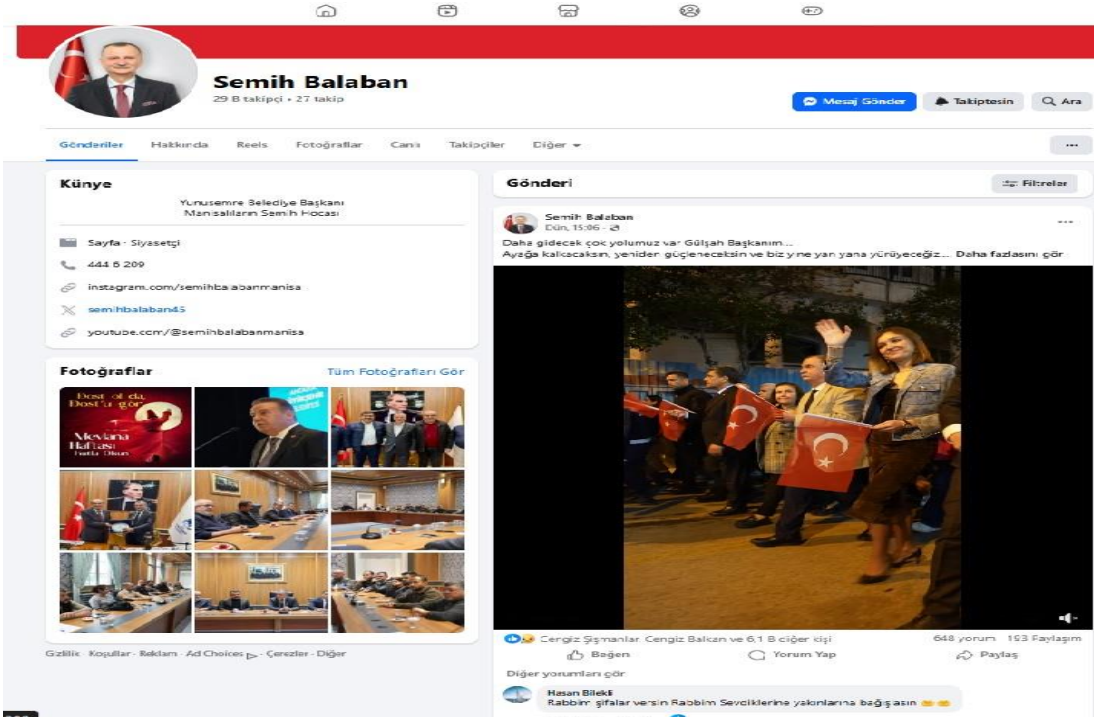 Semih Balaban
29 B takipçi • 27 takip
Mesaj Gönder
Takiptesin
Ara
Gönderiler
Hakkında
Reels
Fotoğraflar
Canlı
Takipçiler
Diğer
Künye
Yunusemre Belediye Başkanı
Manisalıların Semih Hocası
Sayfa · Siyasetçi
444 6 209
instagram.com/semihbalabanmanisa
semihbalaban45
youtube.com/@semihbalabanmanisa
Fotoğraflar
Tüm Fotoğrafları Gör
Dost ol da,
Dost'u gör
Mevlana
Haftası
Gizlilik · Koşullar · Reklam · Ad Choices · Çerezler · Diğer
Gönderi
Filtreler
Semih Balaban
Dün, 15:06 ·
Daha gidecek çok yolumuz var Gülşah Başkanım...
Ayağa kalkacaksın, yeniden güçleneceksin ve biz yine yan yana yürüyeceğiz... Daha fazlasını gör
Cengiz Şişmanlar, Cengiz Balkan ve 6,1 B diğer kişi
648 yorum 193 Paylaşım
Beğen
Yorum Yap
Paylaş
Diğer yorumları gör
Hasan Bilekli
Rabbim şifalar versin Rabbim Sevdiklerine yakınlarına bağışlasın